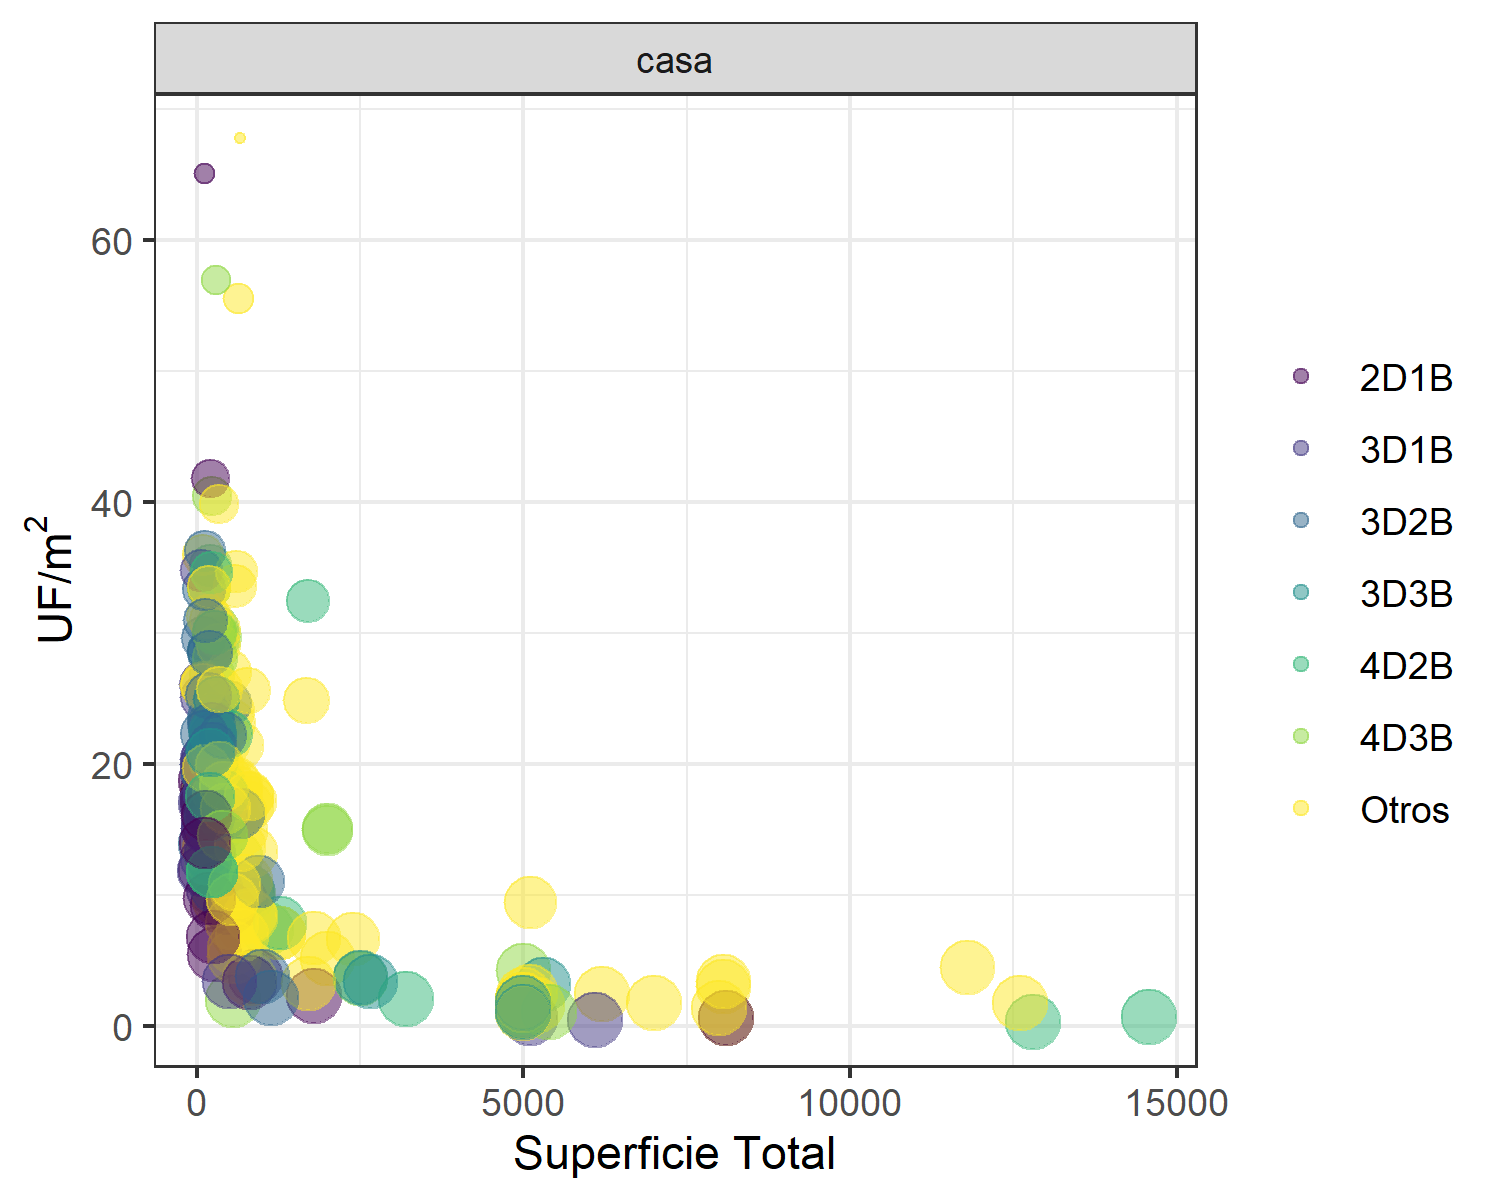 casa
UF/m²
60
40
20
0
0 5000 10000 15000
Superficie Total
2D1B
3D1B
3D2B
3D3B
4D2B
4D3B
Otros